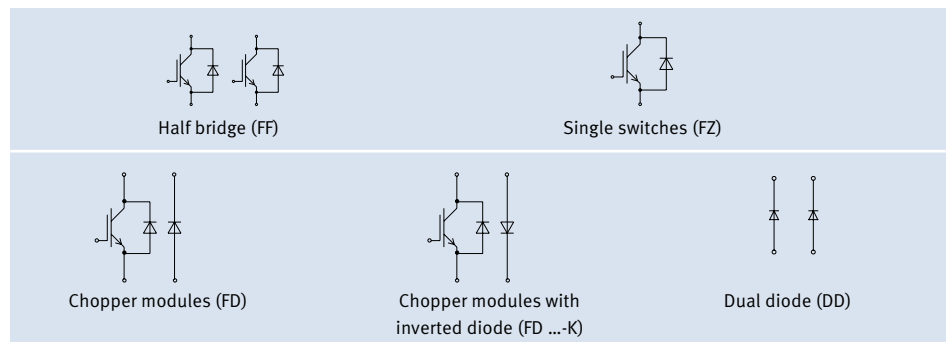 Half bridge (FF)
Single switches (FZ)
Chopper modules (FD)
Chopper modules with
inverted diode (FD ...-K)
Dual diode (DD)